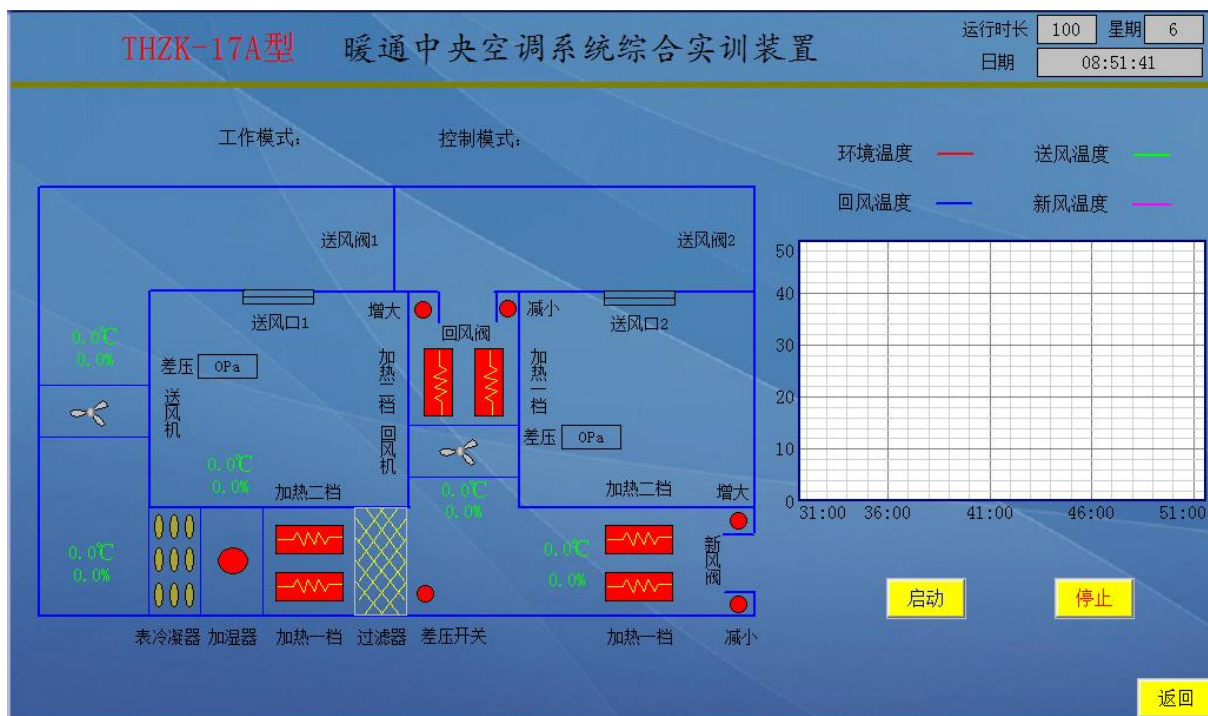 THZK-17A型 暖通中央空调系统综合实训装置
运行时长 100 星期 6
日期 08:51:41
工作模式: 控制模式:
环境温度 送风温度
回风温度 新风温度
送风阀1 送风阀2
增大 减小
送风口1 回风阀 送风口2
0.0℃
0.0%
差压 0Pa
加热二档
加热一档
送风机
回风机
差压 0Pa
0.0℃
0.0%
加热二档
0.0℃
0.0%
加热二档 增大
0.0℃
0.0%
0.0℃
0.0%
新风阀
表冷凝器 加湿器 加热一档 过滤器 差压开关 加热一档 减小
50
40
30
20
10
0
31:00 36:00 41:00 46:00 51:00
启动 停止
返回